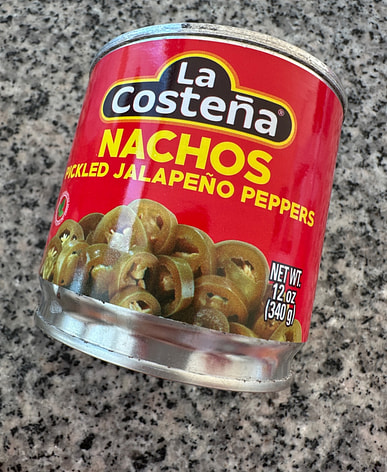 La
Costeña®
NACHOS
PICKLED JALAPEÑO PEPPERS
NET WT.
12 oz
(340 g)